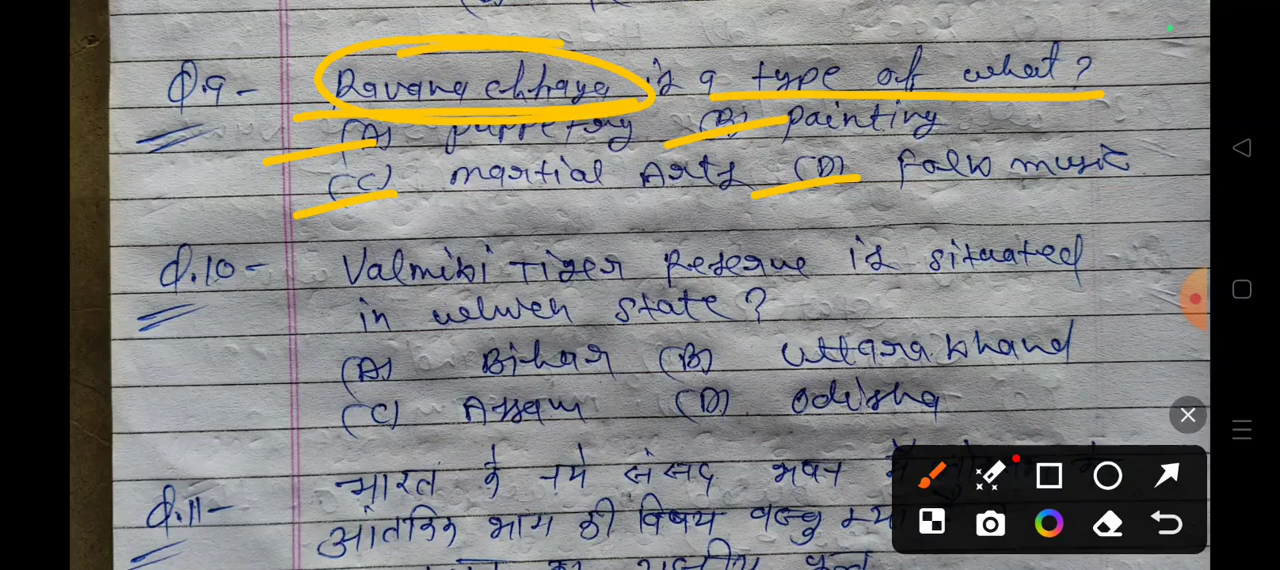 Q.9- Ravana chhaya is a type of what?
(A) puppetory (B) painting
(C) martial Arts (D) folk music
Q.10- Valmiki Tiger Reserve is situated
in which state?
(A) Bihar (B) Uttarakhand
(C) Assam (D) odisha
Q.11- भारत के नये संसद भवन में
आंतरिक भाग की विषय वस्तु